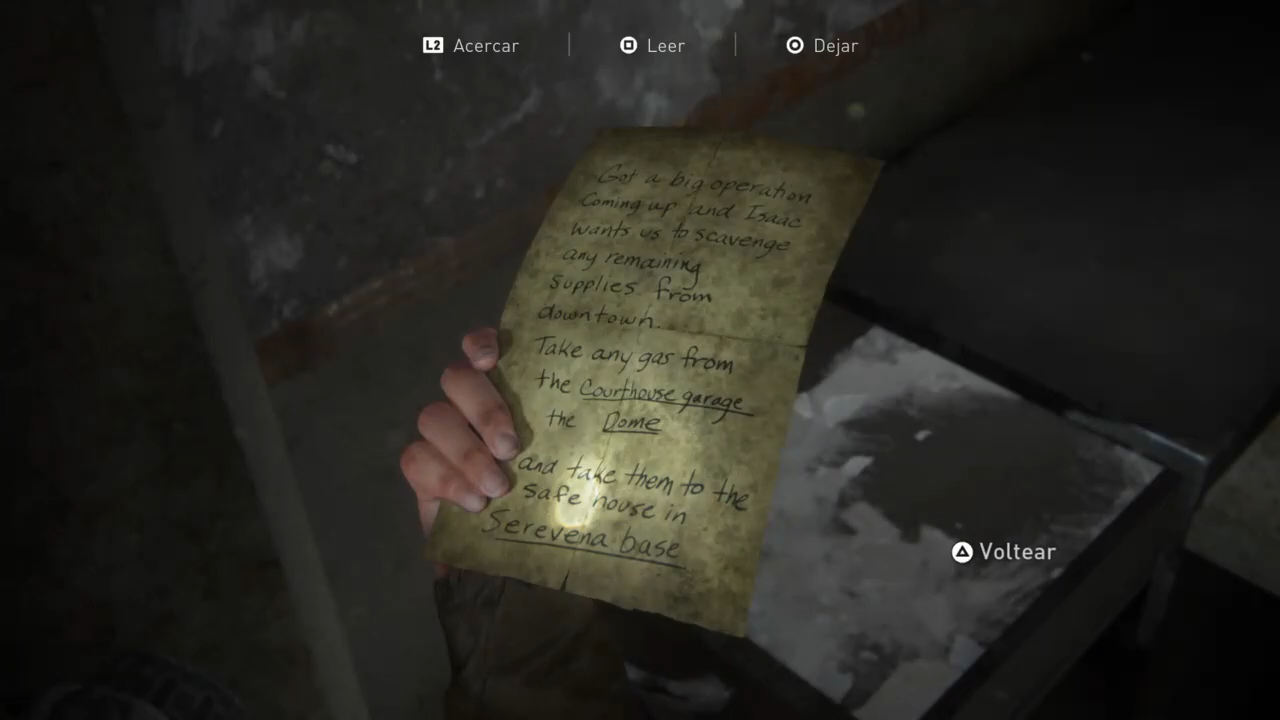 L2 Acercar
Leer
Dejar
Got a big operation
Coming up and Isaac
wants us to scavenge
any remaining
supplies from
downtown.
Take any gas from
the Courthouse garage
the Dome
and take them to the
safe house in
Serevena base
Voltear